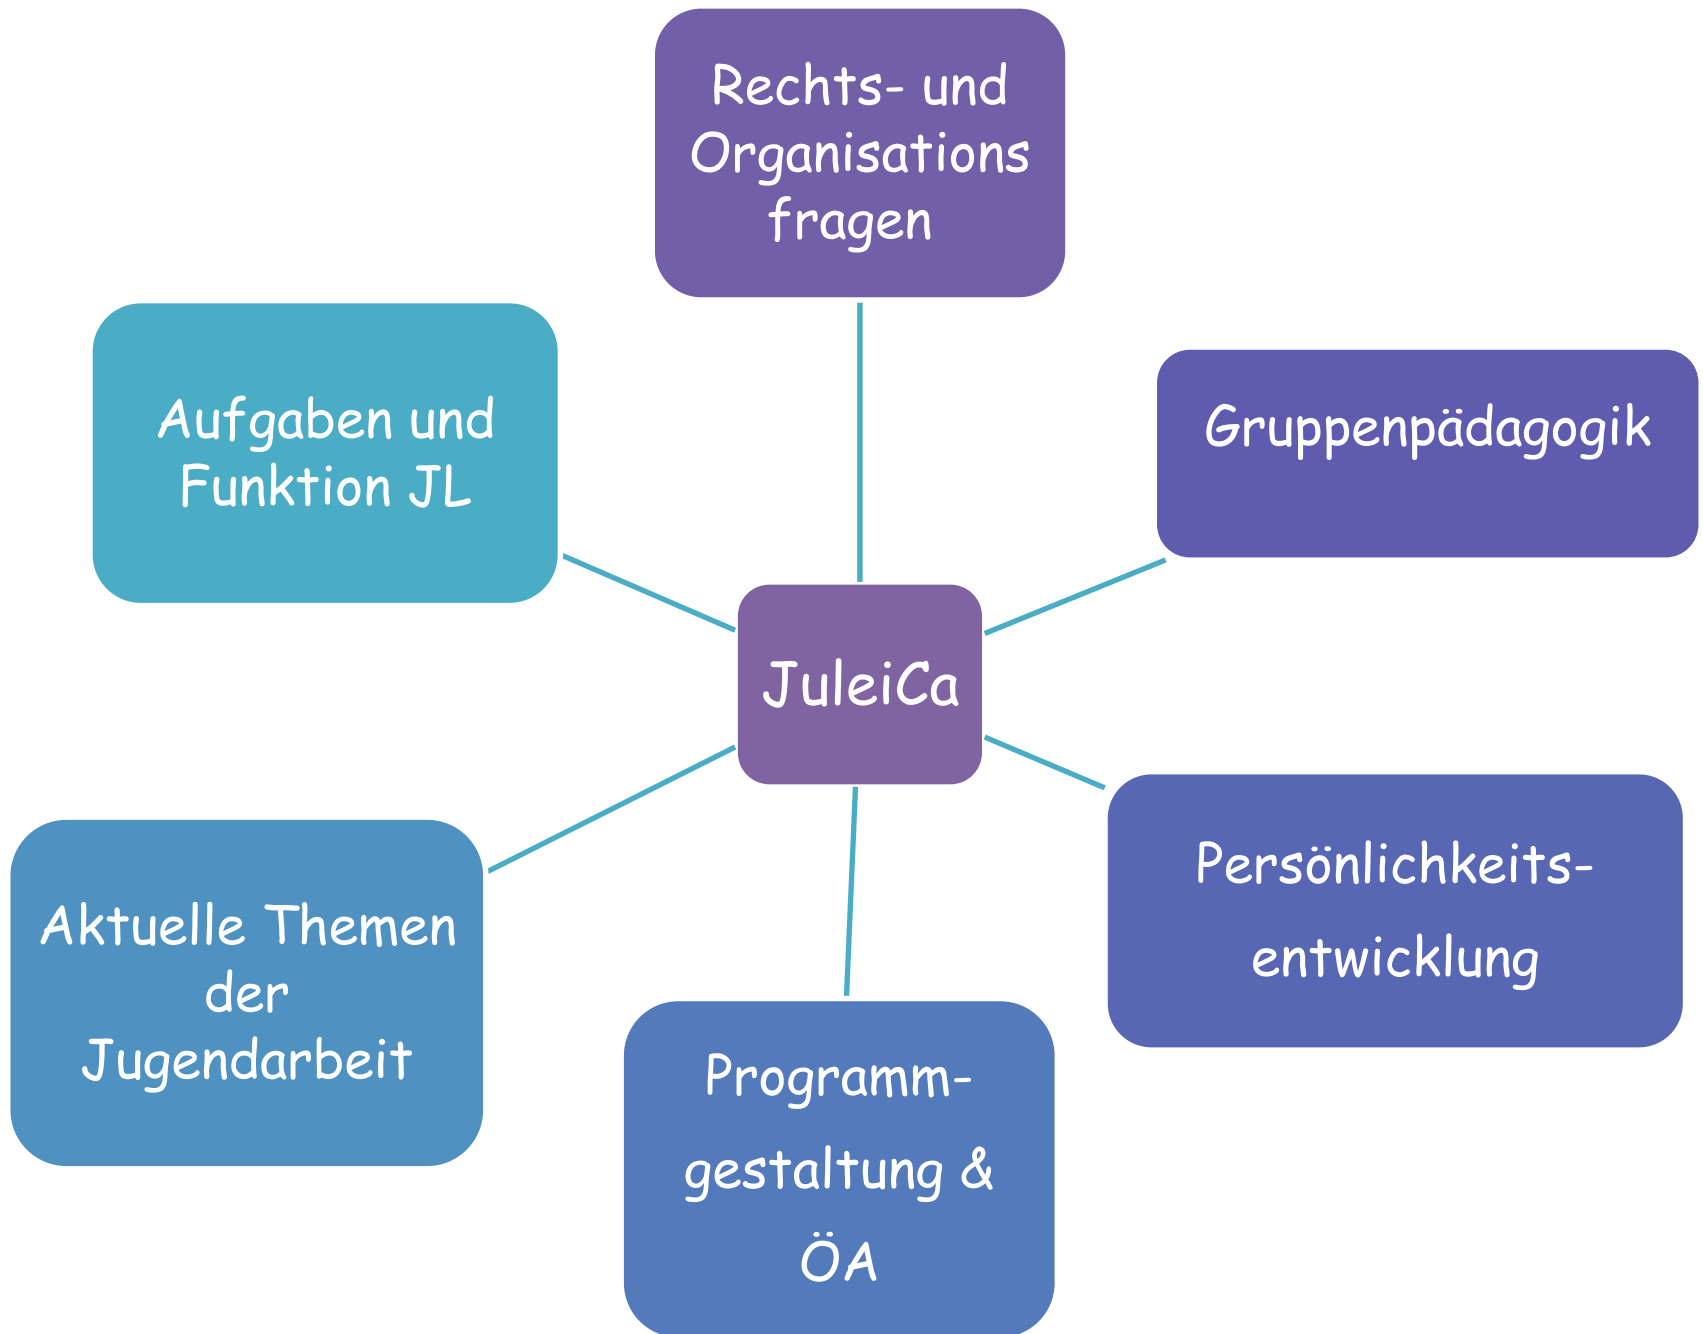 Rechts- und
Organisations
fragen
Aufgaben und
Funktion JL
Gruppenpädagogik
JuleiCa
Persönlichkeits-
entwicklung
Aktuelle Themen
der
Jugendarbeit
Programm-
gestaltung &
ÖA